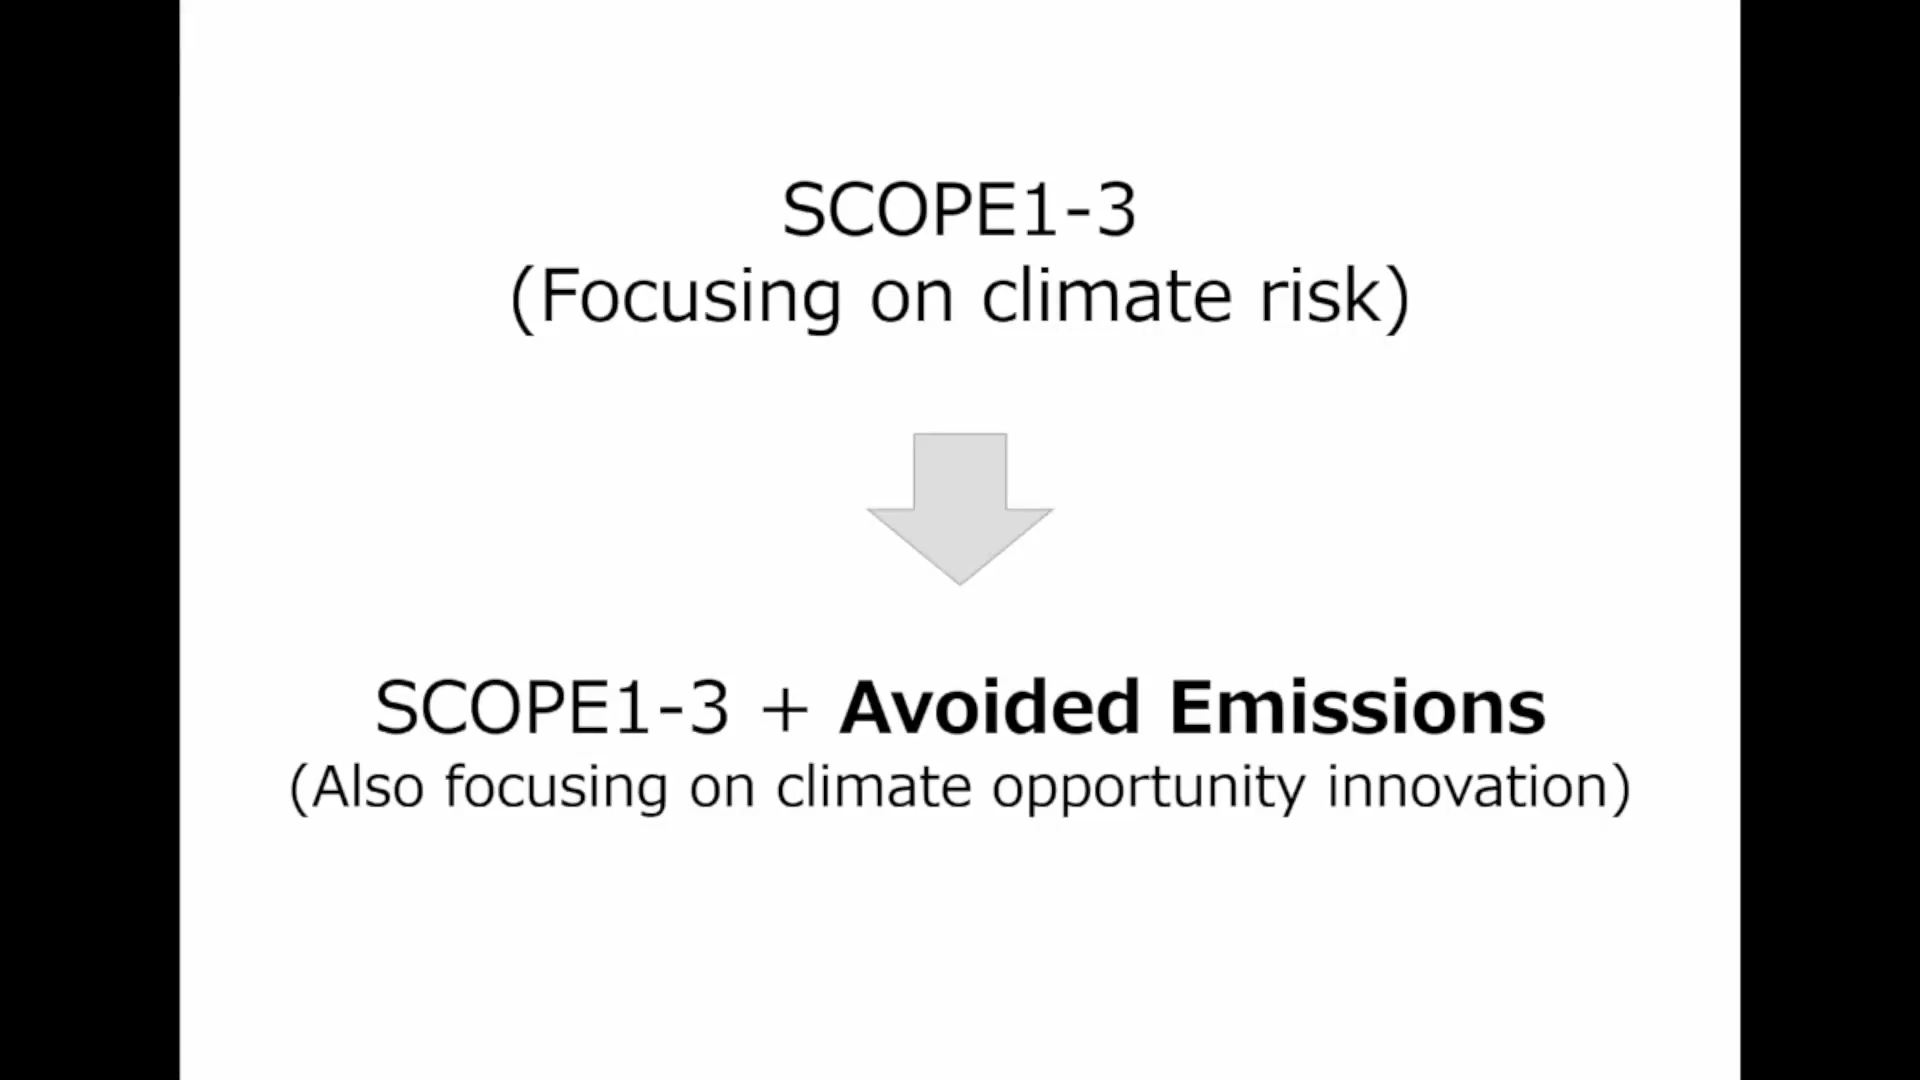 SCOPE1-3
(Focusing on climate risk)
SCOPE1-3 + Avoided Emissions
(Also focusing on climate opportunity innovation)